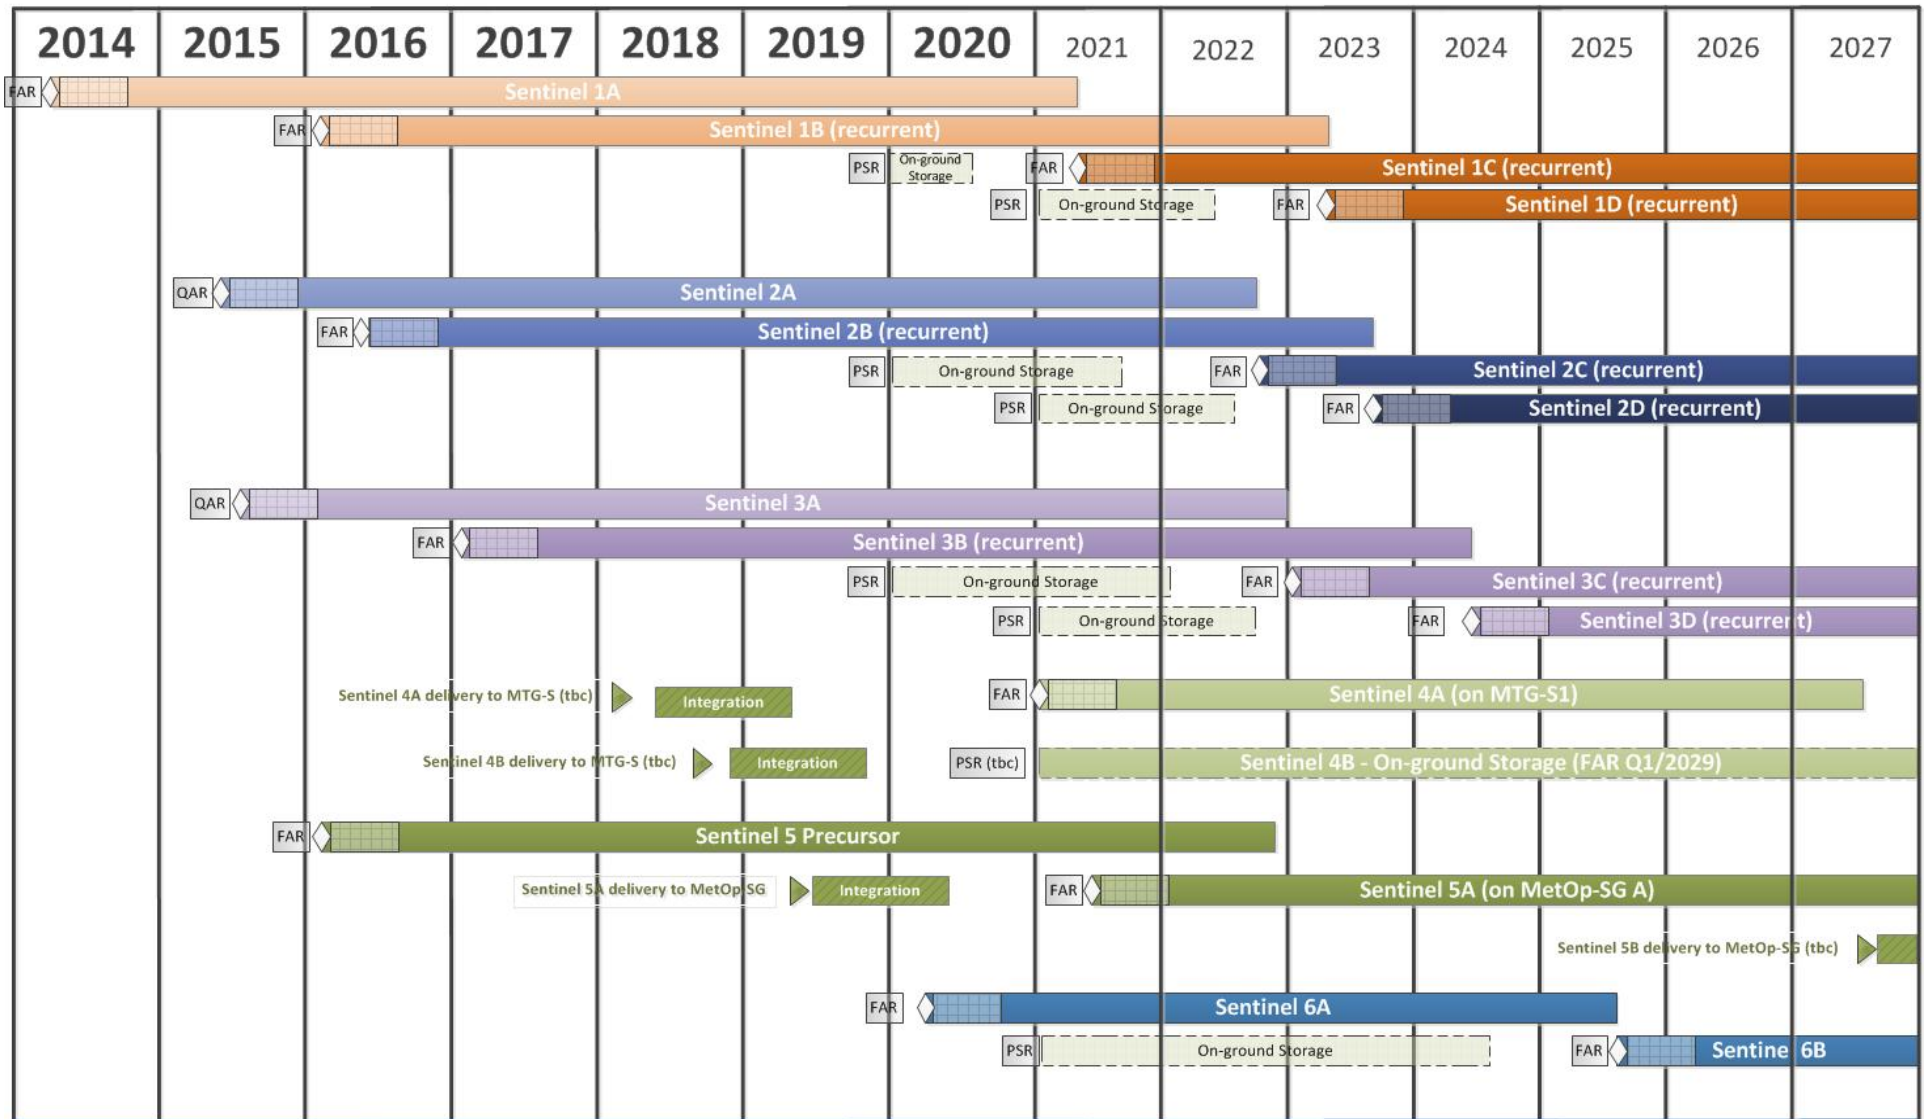 2014 2015 2016 2017 2018 2019 2020 2021 2022 2023 2024 2025 2026 2027
FAR Sentinel 1A
FAR Sentinel 1B (recurrent)
PSR On-ground
Storage
FAR Sentinel 1C (recurrent)
PSR On-ground Storage FAR Sentinel 1D (recurrent)
QAR Sentinel 2A
FAR Sentinel 2B (recurrent)
PSR On-ground Storage FAR Sentinel 2C (recurrent)
PSR On-ground Storage FAR Sentinel 2D (recurrent)
QAR Sentinel 3A
FAR Sentinel 3B (recurrent)
PSR On-ground Storage FAR Sentinel 3C (recurrent)
PSR On-ground Storage FAR Sentinel 3D (recurrent)
Sentinel 4A delivery to MTG-S (tbc) Integration FAR Sentinel 4A (on MTG-S1)
Sentinel 4B delivery to MTG-S (tbc) Integration PSR (tbc) Sentinel 4B - On-ground Storage (FAR Q1/2029)
FAR Sentinel 5 Precursor
Sentinel 5A delivery to MetOp-SG Integration FAR Sentinel 5A (on MetOp-SG A)
Sentinel 5B delivery to MetOp-SG (tbc)
FAR Sentinel 6A
PSR On-ground Storage FAR Sentinel 6B